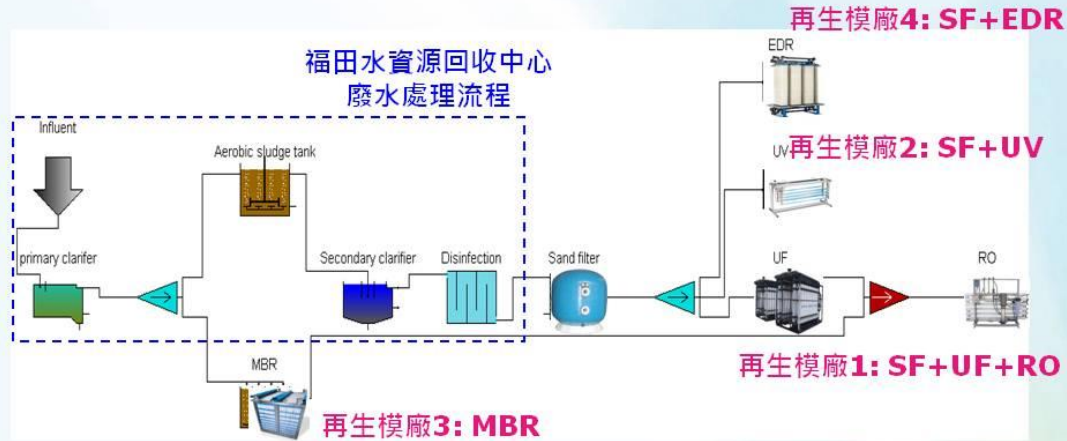 再生模廠4: SF+EDR
EDR
福田水資源回收中心
廢水處理流程
Influent
Aerobic sludge tank
UV
再生模廠2: SF+UV
primary clarifer
Secondary clarifier
Disinfection
Sand filter
UF
RO
MBR
再生模廠1: SF+UF+RO
再生模廠3: MBR